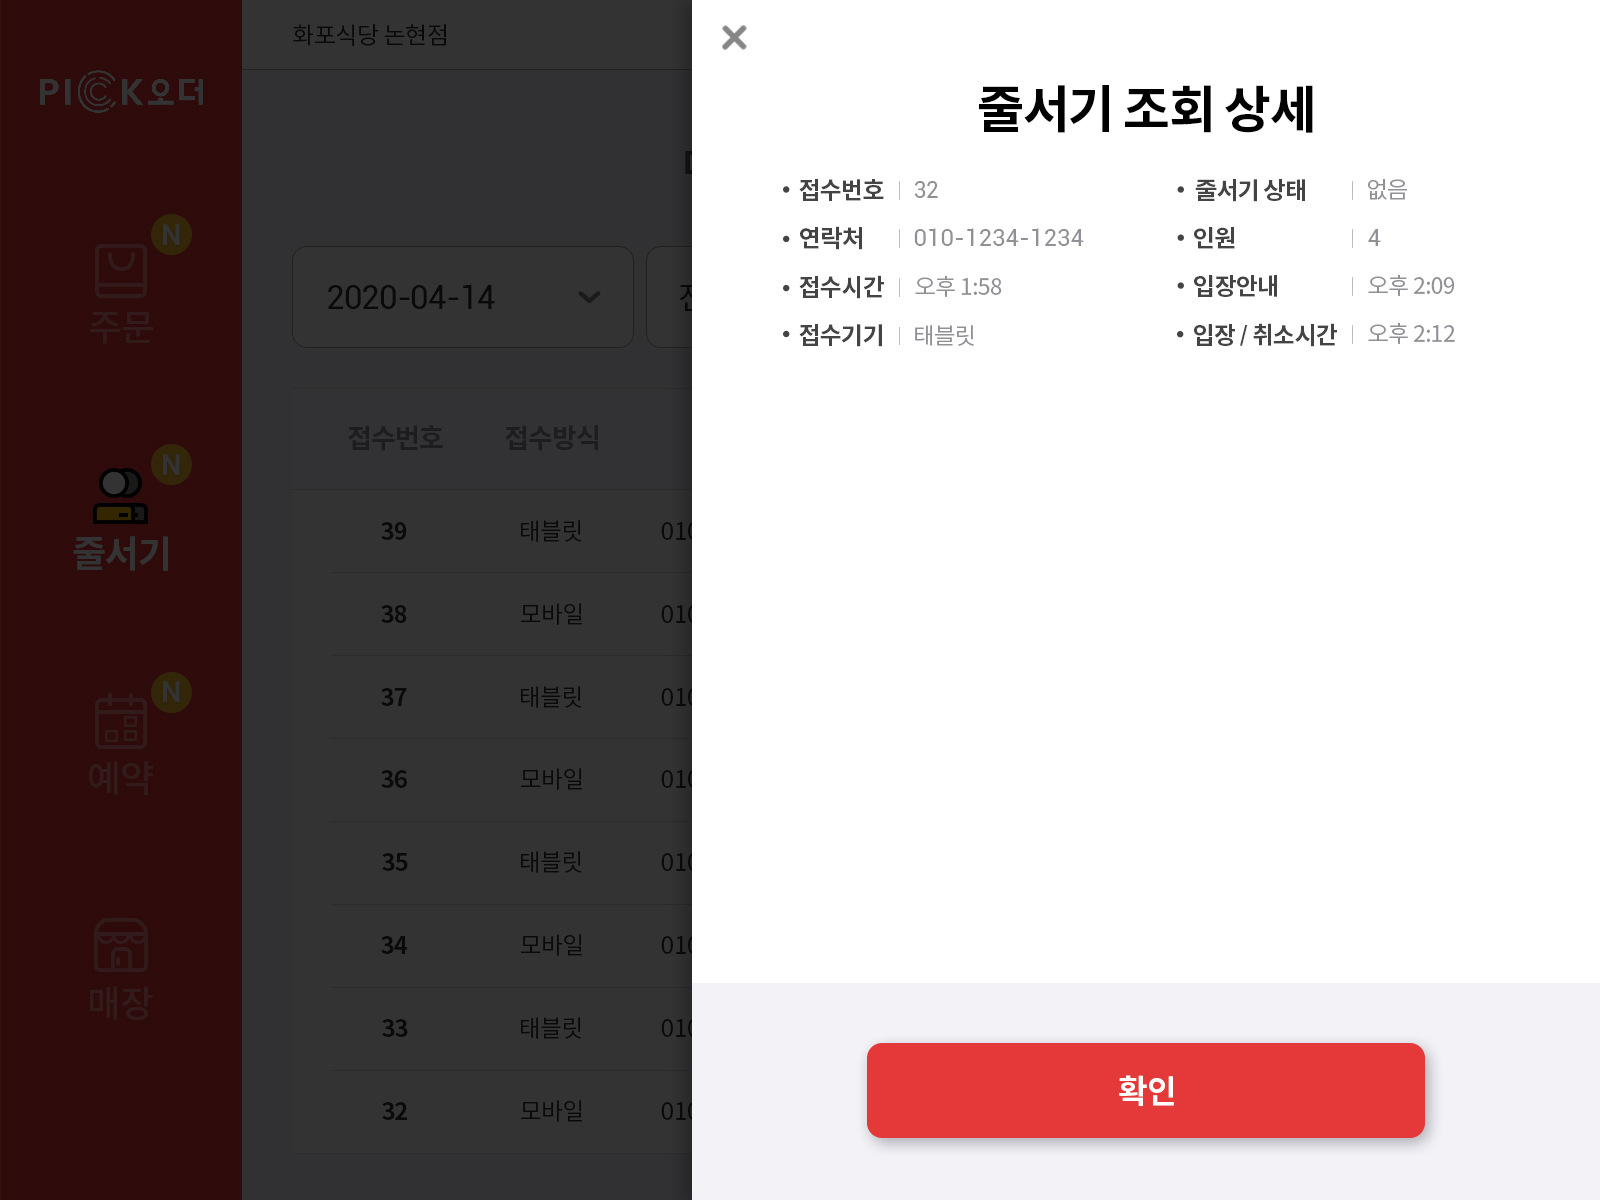 PICK오더
N
주문
N
줄서기
N
예약
매장
화포식당 논현점
2020-04-14
접수번호 접수방식
39 태블릿 010
38 모바일 010
37 태블릿 010
36 모바일 010
35 태블릿 010
34 모바일 010
33 태블릿 010
32 모바일 010
줄서기 조회 상세
• 접수번호 | 32 • 줄서기 상태 | 없음
• 연락처 | 010-1234-1234 • 인원 | 4
• 접수시간 | 오후 1:58 • 입장안내 | 오후 2:09
• 접수기기 | 태블릿 • 입장 / 취소시간 | 오후 2:12
확인